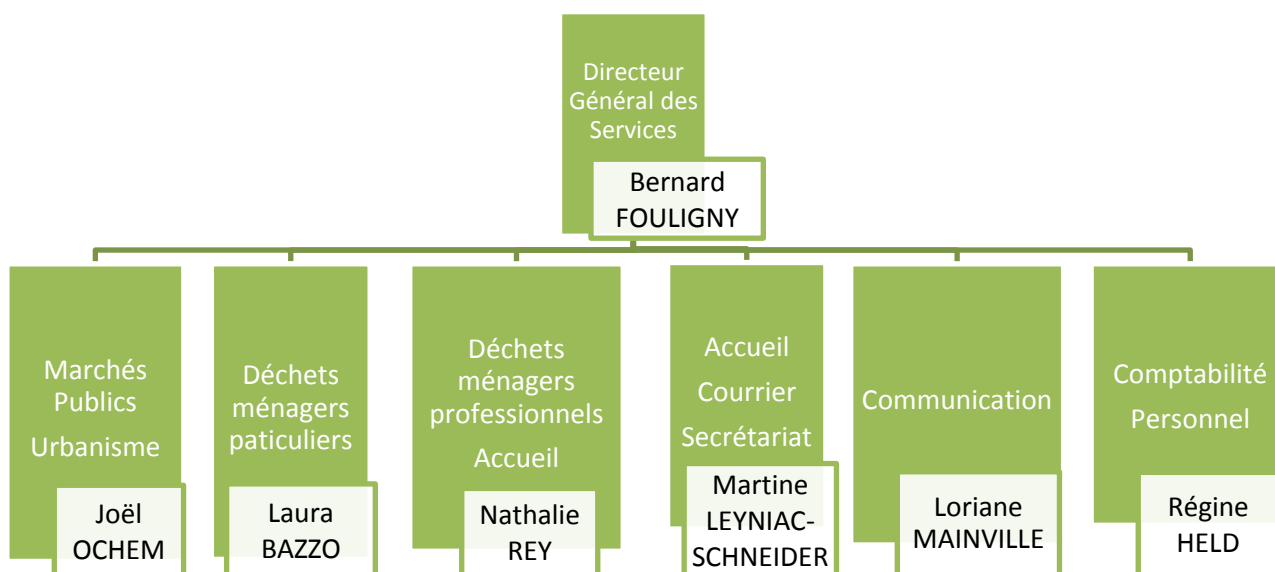 Directeur
Général des
Services
Bernard
FOULIGNY
Marchés
Publics
Urbanisme
Joël
OCHEM
Déchets
ménagers
paticuliers
Laura
BAZZO
Déchets
ménagers
professionnels
Accueil
Nathalie
REY
Accueil
Courrier
Secrétariat
Martine
LEYNIAC-
SCHNEIDER
Communication
Loriane
MAINVILLE
Comptabilité
Personnel
Régine
HELD